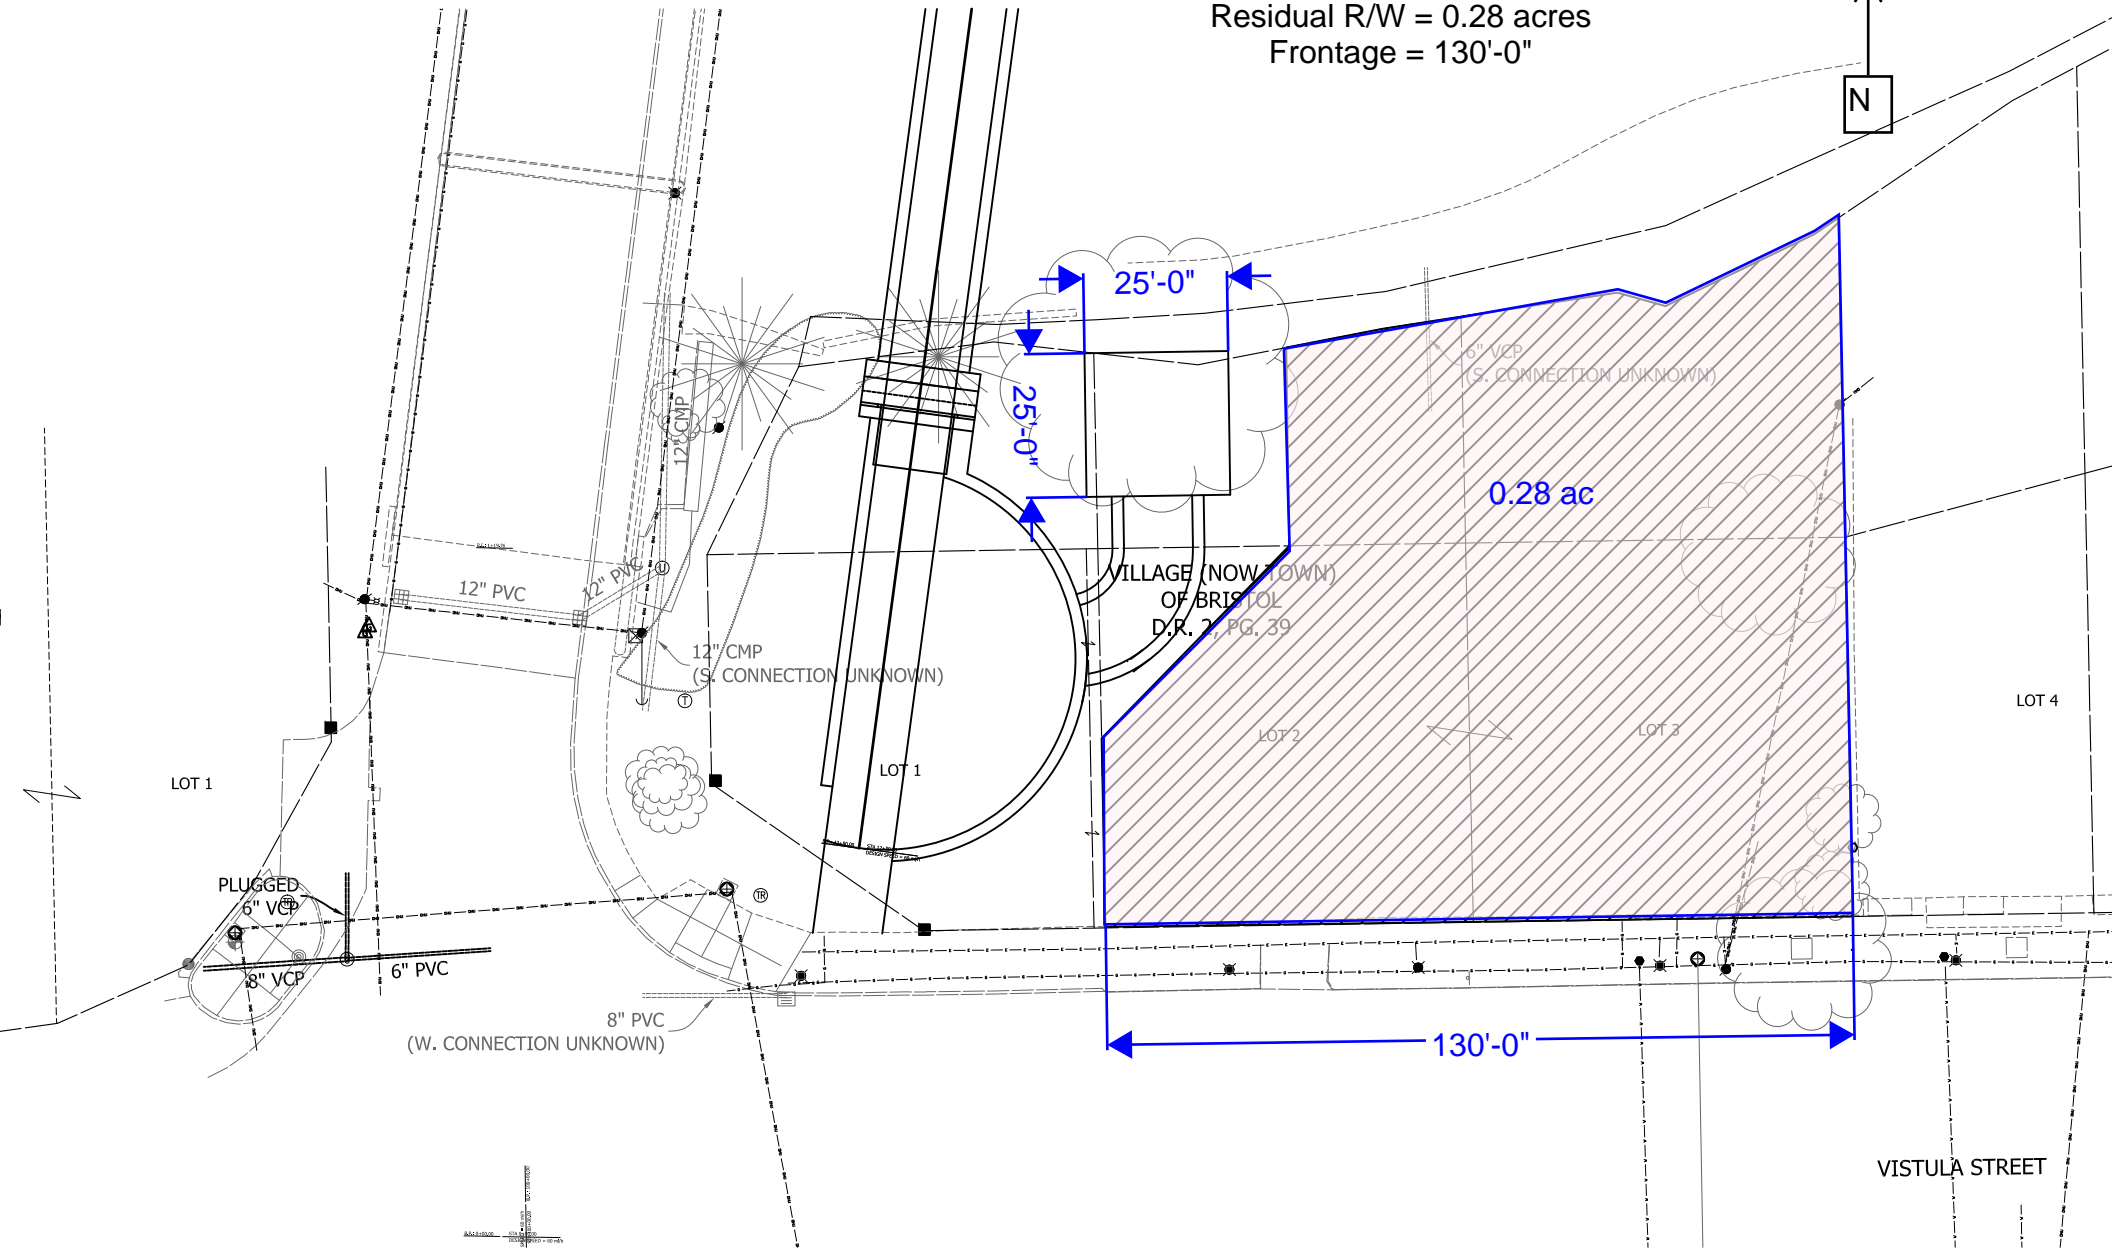 Residual R/W = 0.28 acres
Frontage = 130'-0"
N
25'-0"
25'-0"
6" VCP
(S. CONNECTION UNKNOWN)
12" CMP
0.28 ac
12" PVC
12" PVC
U
VILLAGE (NOW TOWN)
OF BRISTOL
D.R. 2, PG. 39
12" CMP
(S. CONNECTION UNKNOWN)
T
LOT 1
LOT 1
LOT 2
LOT 3
LOT 4
PLUGGED
6" VCP
TR
8" VCP
6" PVC
8" PVC
(W. CONNECTION UNKNOWN)
130'-0"
VISTULA STREET